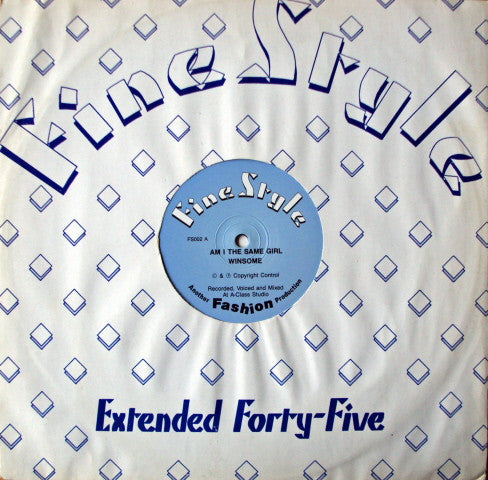 Fine Style
Fine Style
FS002 A
AM I THE SAME GIRL
WINSOME
© & ℗ Copyright Control
Recorded, Voiced and Mixed
At A-Class Studio
Another Fashion Production
Extended Forty-Five